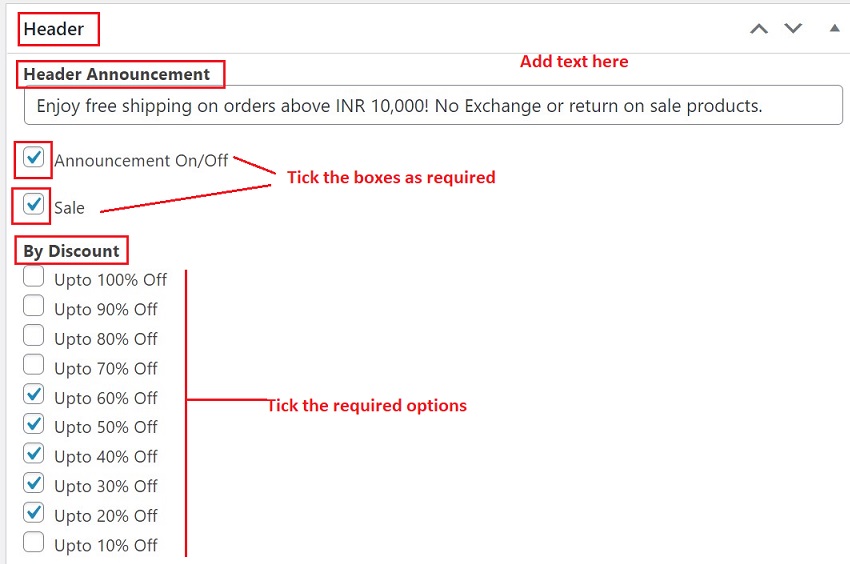 Header
Add text here
Header Announcement
Enjoy free shipping on orders above INR 10,000! No Exchange or return on sale products.
Announcement On/Off
Tick the boxes as required
Sale
By Discount
Upto 100% Off
Upto 90% Off
Upto 80% Off
Upto 70% Off
Upto 60% Off
Tick the required options
Upto 50% Off
Upto 40% Off
Upto 30% Off
Upto 20% Off
Upto 10% Off